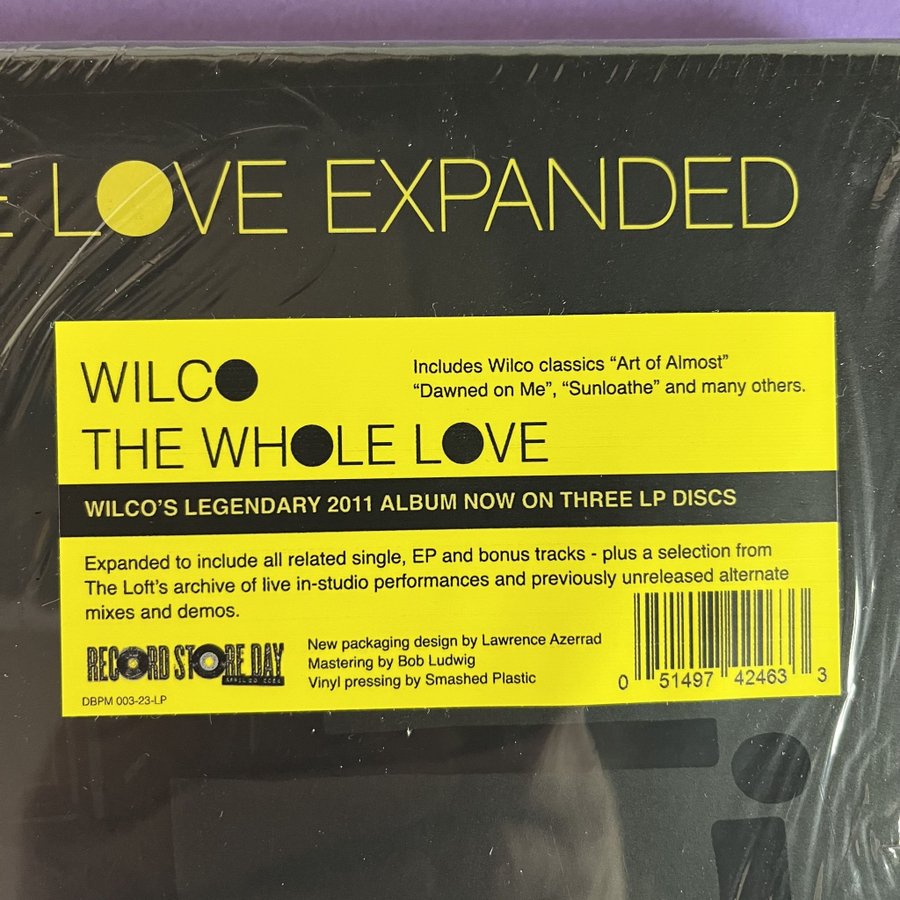 E LOVE EXPANDED
WILCO
THE WHOLE LOVE
Includes Wilco classics “Art of Almost”
“Dawned on Me”, “Sunloathe” and many others.
WILCO'S LEGENDARY 2011 ALBUM NOW ON THREE LP DISCS
Expanded to include all related single, EP and bonus tracks - plus a selection from
The Loft's archive of live in-studio performances and previously unreleased alternate
mixes and demos.
RECORD STORE DAY
DBPM 003-23-LP
New packaging design by Lawrence Azerrad
Mastering by Bob Ludwig
Vinyl pressing by Smashed Plastic
0 51497 42463 3